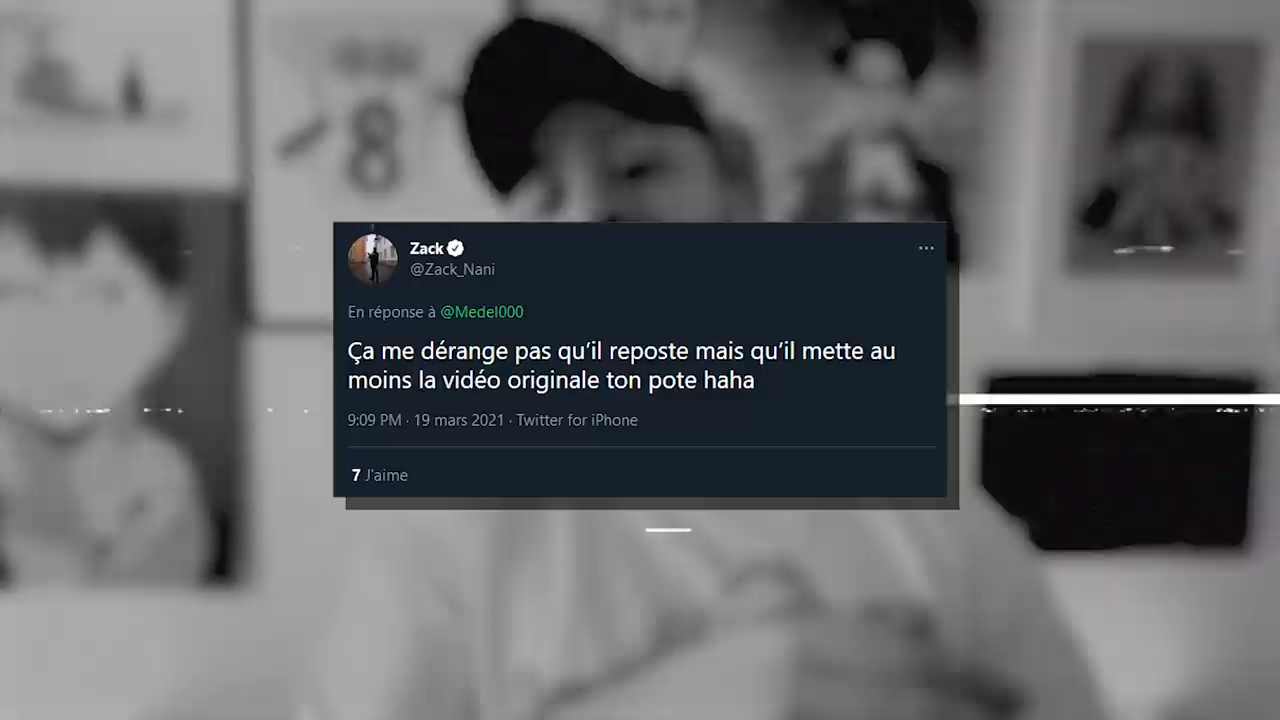 8
Zack
@Zack_Nani
En réponse à @Medel000
Ça me dérange pas qu’il reposte mais qu’il mette au
moins la vidéo originale ton pote haha
9:09 PM · 19 mars 2021 · Twitter for iPhone
7 J'aime